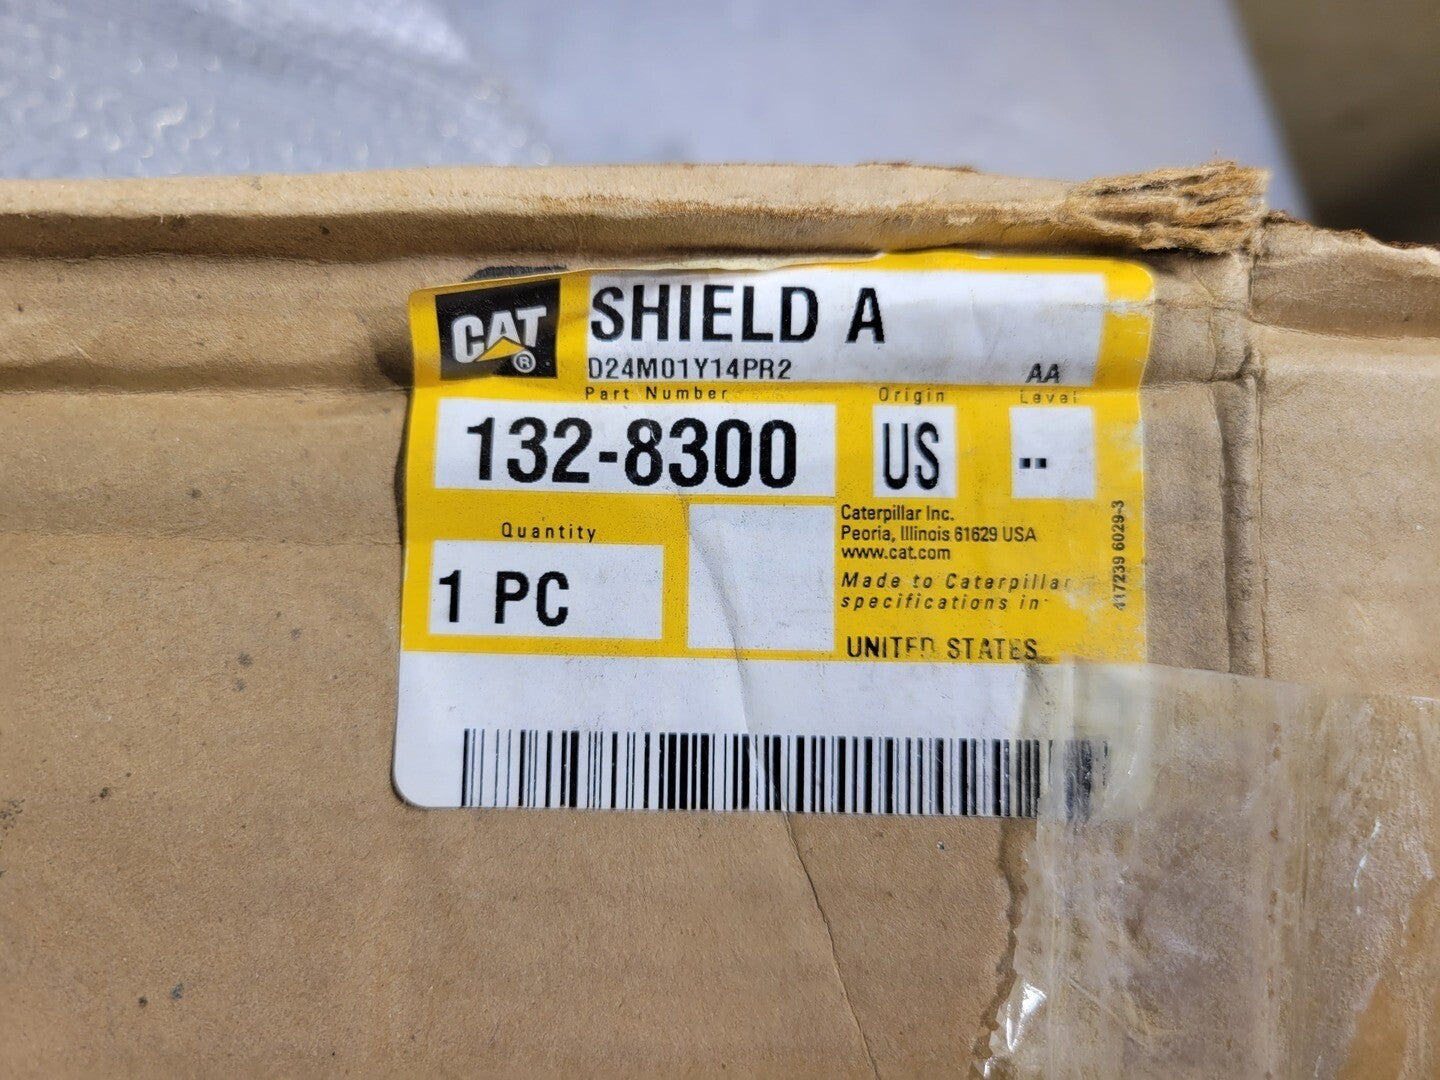 CAT®
SHIELD A
D24M01Y14PR2 AA
Part Number Origin Level
132-8300 US --
Quantity
1 PC
Caterpillar Inc.
Peoria, Illinois 61629 USA
www.cat.com
Made to Caterpillar
specifications in
UNITED STATES
417239 6029-3